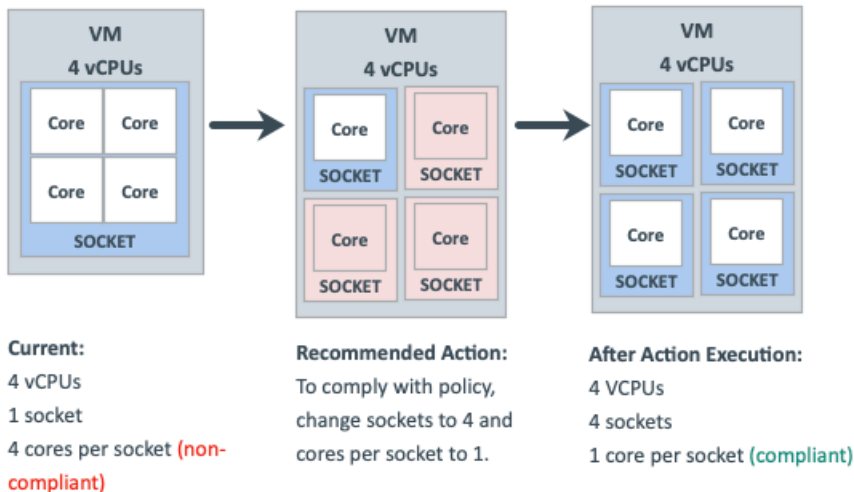 VM
4 vCPUs
Core Core
Core Core
SOCKET
VM
4 vCPUs
Core Core
SOCKET SOCKET
Core Core
SOCKET SOCKET
VM
4 vCPUs
Core Core
SOCKET SOCKET
Core Core
SOCKET SOCKET
Current:
4 vCPUs
1 socket
4 cores per socket (non-
compliant)
Recommended Action:
To comply with policy,
change sockets to 4 and
cores per socket to 1.
After Action Execution:
4 VCPUs
4 sockets
1 core per socket (compliant)